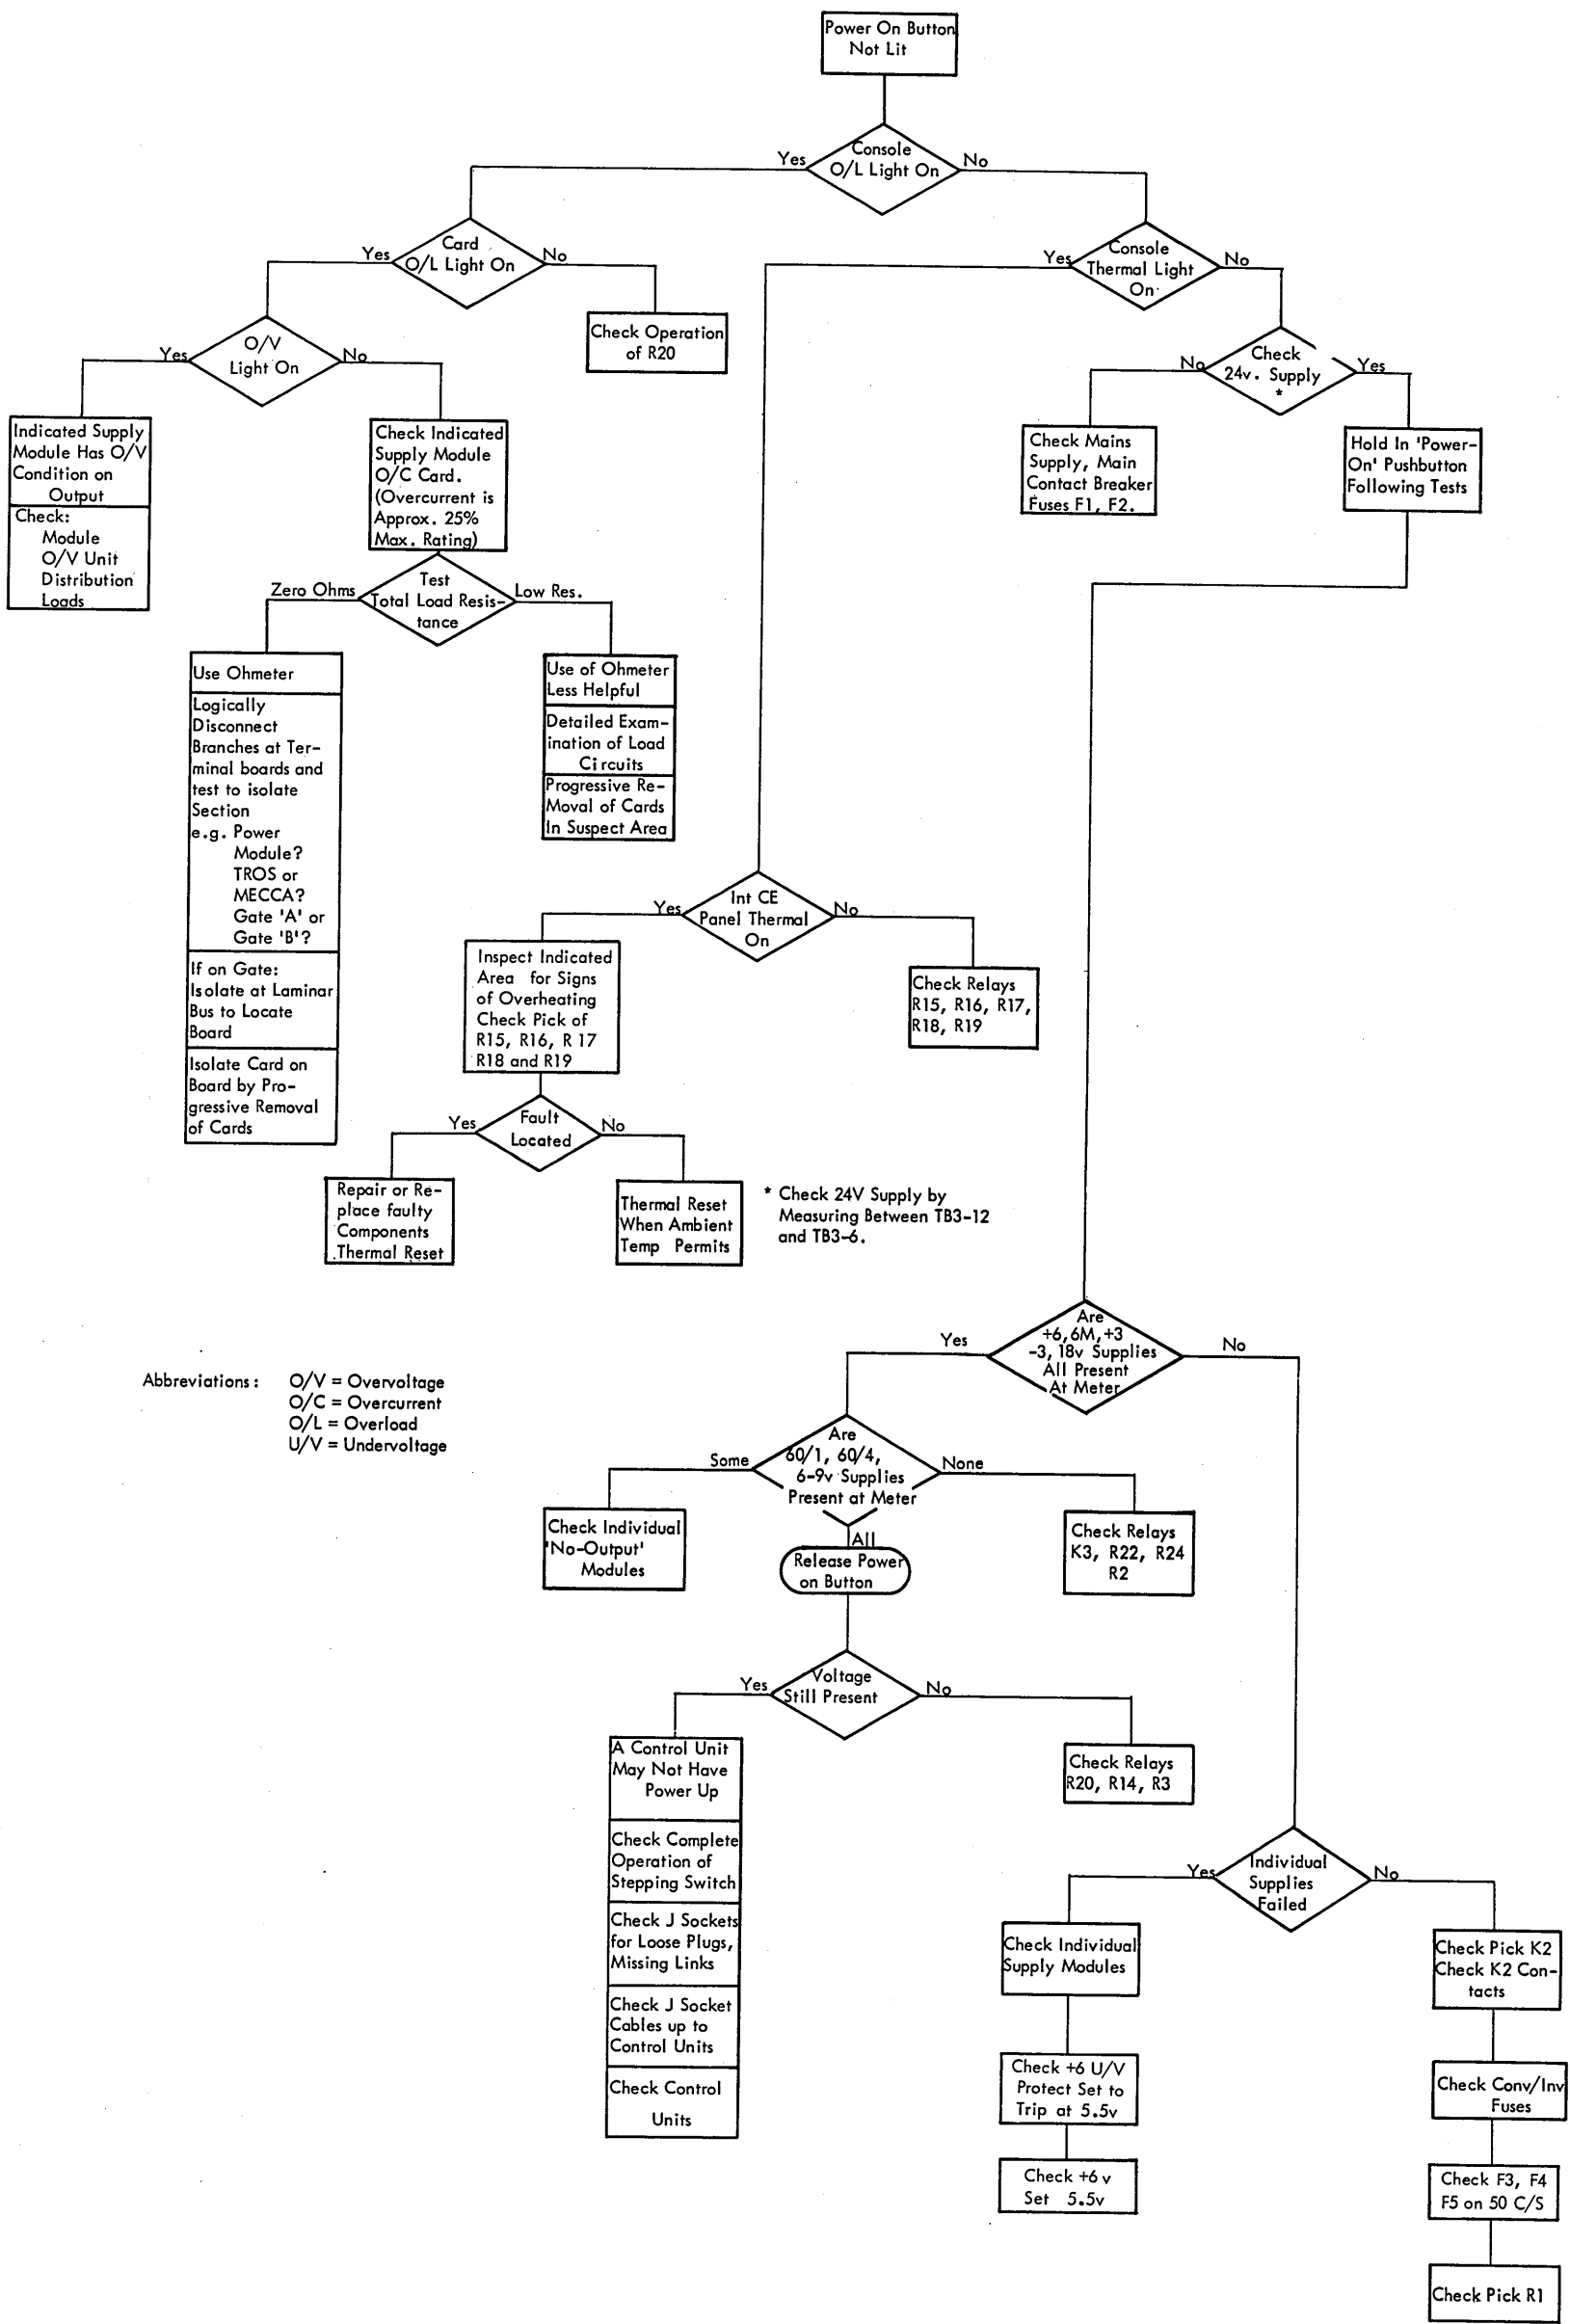 Power On Button
Not Lit
Console
O/L Light On
Yes
No
Card
O/L Light On
Yes
No
Console
Thermal Light
On
Yes
No
O/V
Light On
Yes
No
Check Operation
of R20
Check
24v. Supply
*
No
Yes
Indicated Supply
Module Has O/V
Condition on
Output
Check:
Module
O/V Unit
Distribution
Loads
Check Indicated
Supply Module
O/C Card.
(Overcurrent is
Approx. 25%
Max. Rating)
Check Mains
Supply, Main
Contact Breaker
Fuses F1, F2.
Hold In 'Power-
On' Pushbutton
Following Tests
Test
Total Load Resis-
tance
Zero Ohms
Low Res.
Use Ohmeter
Logically
Disconnect
Branches at Ter-
minal boards and
test to isolate
Section
e.g. Power
Module?
TROS or
MECCA?
Gate 'A' or
Gate 'B'?
If on Gate:
Isolate at Laminar
Bus to Locate
Board
Isolate Card on
Board by Pro-
gressive Removal
of Cards
Use of Ohmeter
Less Helpful
Detailed Exam-
ination of Load
Circuits
Progressive Re-
Moval of Cards
In Suspect Area
Int CE
Panel Thermal
On
Yes
No
Inspect Indicated
Area for Signs
of Overheating
Check Pick of
R15, R16, R 17
R18 and R19
Check Relays
R15, R16, R17,
R18, R19
Fault
Located
Yes
No
Repair or Re-
place faulty
Components
.Thermal Reset
Thermal Reset
When Ambient
Temp Permits
* Check 24V Supply by
Measuring Between TB3-12
and TB3-6.
Are
+6, 6M, +3
-3, 18v Supplies
All Present
At Meter
Yes
No
Abbreviations: O/V = Overvoltage
O/C = Overcurrent
O/L = Overload
U/V = Undervoltage
Are
60/1, 60/4,
6-9v Supplies
Present at Meter
Some
None
All
Check Individual
'No-Output'
Modules
Release Power
on Button
Check Relays
K3, R22, R24
R2
Voltage
Still Present
Yes
No
A Control Unit
May Not Have
Power Up
Check Complete
Operation of
Stepping Switch
Check J Sockets
for Loose Plugs,
Missing Links
Check J Socket
Cables up to
Control Units
Check Control
Units
Check Relays
R20, R14, R3
Individual
Supplies
Failed
Yes
No
Check Individual
Supply Modules
Check +6 U/V
Protect Set to
Trip at 5.5v
Check +6 v
Set 5.5v
Check Pick K2
Check K2 Con-
tacts
Check Conv/Inv
Fuses
Check F3, F4
F5 on 50 C/S
Check Pick R1